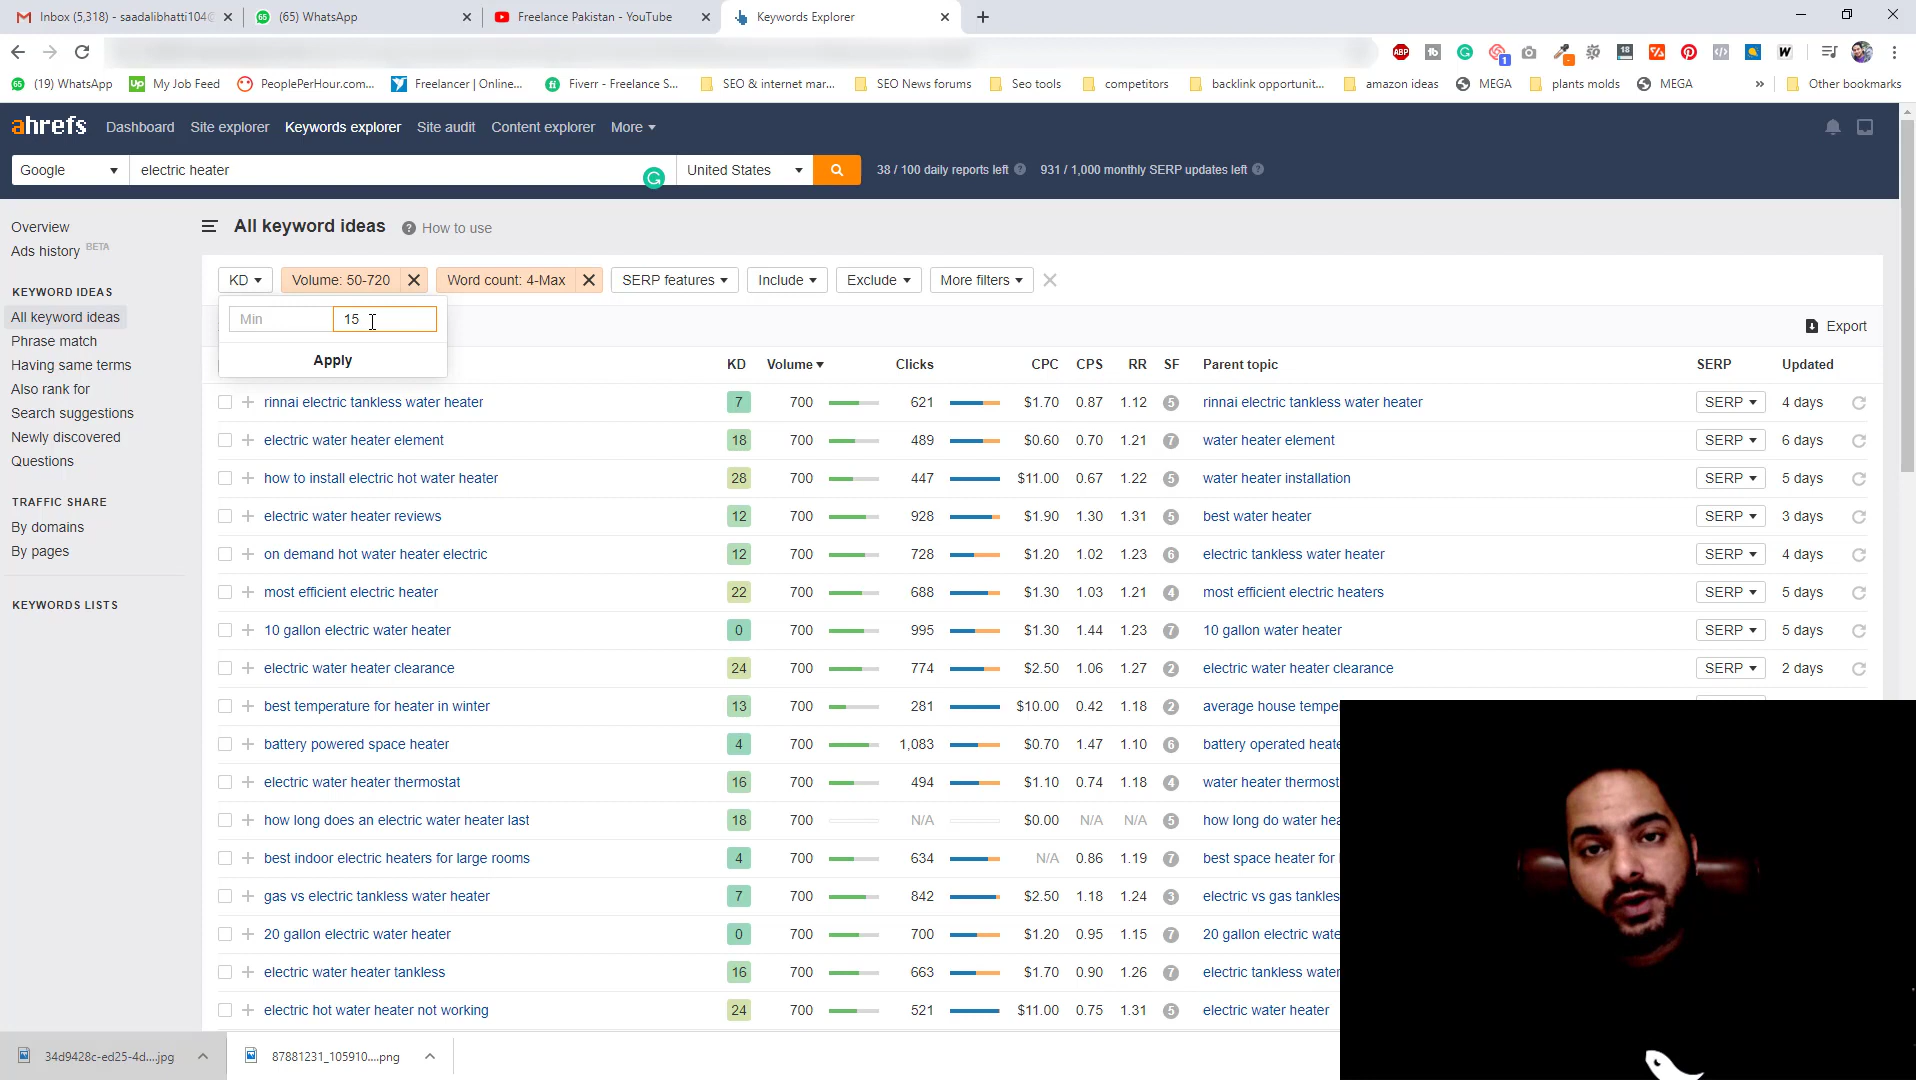 Inbox (5,318) - saadalibhatti104@
(65) WhatsApp
Freelance Pakistan - YouTube
Keywords Explorer
(19) WhatsApp
My Job Feed
PeoplePerHour.com...
Freelancer | Online...
Fiverr - Freelance S...
SEO & internet mar...
SEO News forums
Seo tools
competitors
backlink opportunit...
amazon ideas
MEGA
plants molds
MEGA
»
Other bookmarks
ahrefs
Dashboard
Site explorer
Keywords explorer
Site audit
Content explorer
More
Google
electric heater
United States
38 / 100 daily reports left
931 / 1,000 monthly SERP updates left
Overview
Ads history BETA
KEYWORD IDEAS
All keyword ideas
Phrase match
Having same terms
Also rank for
Search suggestions
Newly discovered
Questions
TRAFFIC SHARE
By domains
By pages
KEYWORDS LISTS
All keyword ideas
How to use
KD
Volume: 50-720
Word count: 4-Max
SERP features
Include
Exclude
More filters
Min
15
Apply
Export
KD Volume Clicks CPC CPS RR SF Parent topic SERP Updated
rinnai electric tankless water heater 7 700 621 $1.70 0.87 1.12 5 rinnai electric tankless water heater SERP 4 days
electric water heater element 18 700 489 $0.60 0.70 1.21 7 water heater element SERP 6 days
how to install electric hot water heater 28 700 447 $11.00 0.67 1.22 5 water heater installation SERP 5 days
electric water heater reviews 12 700 928 $1.90 1.30 1.31 5 best water heater SERP 3 days
on demand hot water heater electric 12 700 728 $1.20 1.02 1.23 6 electric tankless water heater SERP 4 days
most efficient electric heater 22 700 688 $1.30 1.03 1.21 4 most efficient electric heaters SERP 5 days
10 gallon electric water heater 0 700 995 $1.30 1.44 1.23 7 10 gallon water heater SERP 5 days
electric water heater clearance 24 700 774 $2.50 1.06 1.27 2 electric water heater clearance SERP 2 days
best temperature for heater in winter 13 700 281 $10.00 0.42 1.18 2 average house tempe
battery powered space heater 4 700 1,083 $0.70 1.47 1.10 6 battery operated heate
electric water heater thermostat 16 700 494 $1.10 0.74 1.18 4 water heater thermost
how long does an electric water heater last 18 700 N/A $0.00 N/A N/A 5 how long do water hea
best indoor electric heaters for large rooms 4 700 634 N/A 0.86 1.19 7 best space heater for
gas vs electric tankless water heater 7 700 842 $2.50 1.18 1.24 3 electric vs gas tankles
20 gallon electric water heater 0 700 700 $1.20 0.95 1.15 7 20 gallon electric wate
electric water heater tankless 16 700 663 $1.70 0.90 1.26 7 electric tankless water
electric hot water heater not working 24 700 521 $11.00 0.75 1.31 5 electric water heater
34d9428c-ed25-4d....jpg
87881231_105910....png